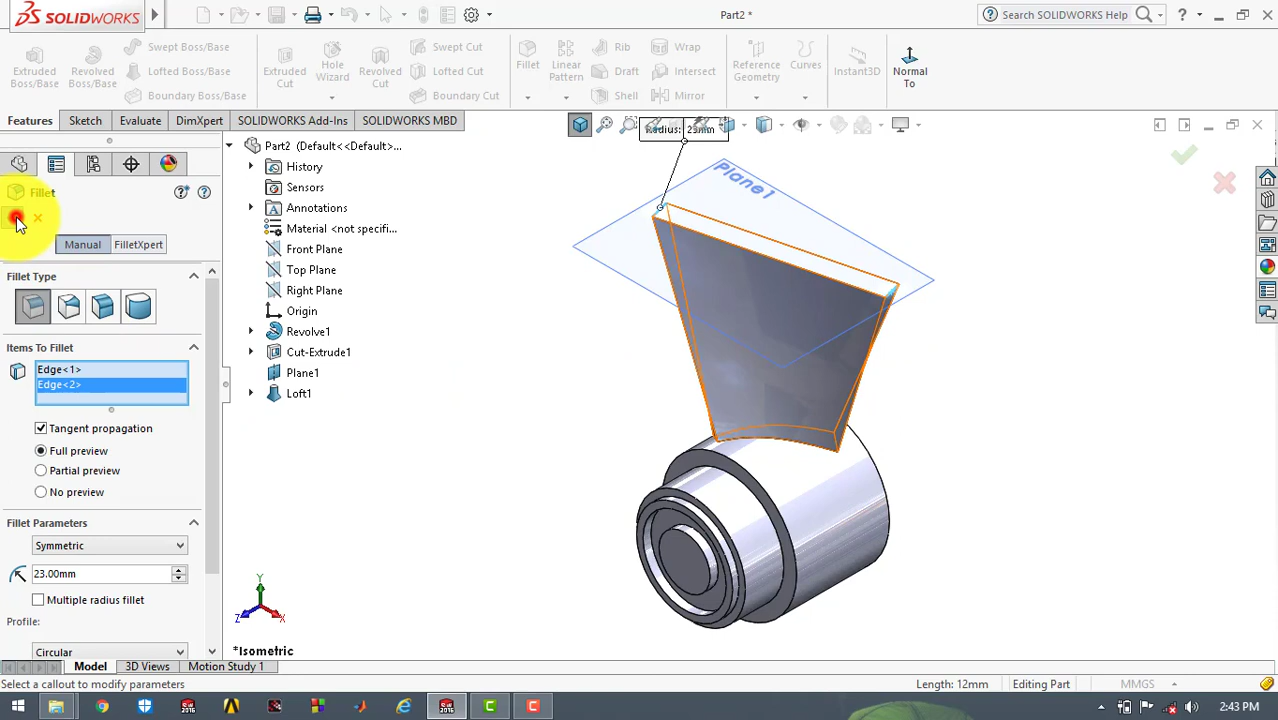 SOLIDWORKS
Part2 *
Search SOLIDWORKS Help
Extruded Boss/Base
Revolved Boss/Base
Swept Boss/Base
Lofted Boss/Base
Boundary Boss/Base
Extruded Cut
Hole Wizard
Revolved Cut
Swept Cut
Lofted Cut
Boundary Cut
Fillet
Linear Pattern
Rib
Draft
Shell
Wrap
Intersect
Mirror
Reference Geometry
Curves
Instant3D
Normal To
Features
Sketch
Evaluate
DimXpert
SOLIDWORKS Add-Ins
SOLIDWORKS MBD
Fillet
Manual
FilletXpert
Fillet Type
Items To Fillet
Edge<1>
Edge<2>
Tangent propagation
Full preview
Partial preview
No preview
Fillet Parameters
Symmetric
23.00mm
Multiple radius fillet
Profile:
Circular
Part2 (Default<<Default>...
History
Sensors
Annotations
Material <not specifi...
Front Plane
Top Plane
Right Plane
Origin
Revolve1
Cut-Extrude1
Plane1
Loft1
Radius: 23mm
Plane1
Y
Z
X
*Isometric
Model
3D Views
Motion Study 1
Select a callout to modify parameters
Length: 12mm
Editing Part
MMGS
2:43 PM